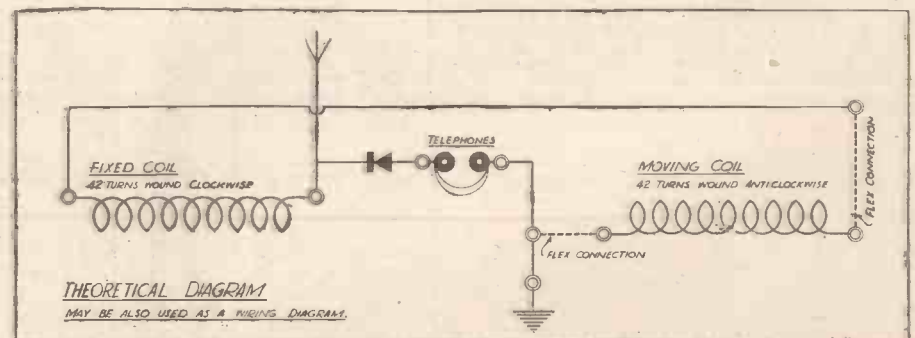 TELEPHONES
FIXED COIL
42 TURNS WOUND CLOCKWISE
MOVING COIL
42 TURNS WOUND ANTICLOCKWISE
FLEX CONNECTION
FLEX CONNECTION
THEORETICAL DIAGRAM
MAY BE ALSO USED AS A WIRING DIAGRAM.